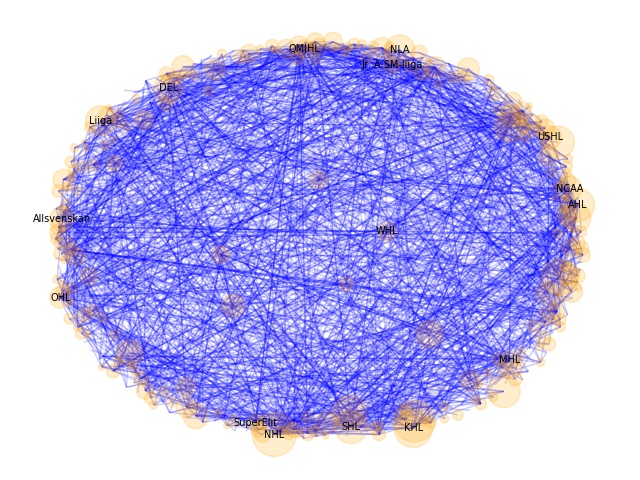 QMJHL
NLA
Jr. A SM-liiga
DEL
Liiga
USHL
NCAA
AHL
Allsvenskan
WHL
OHL
MHL
SuperElit
NHL
SHL
KHL